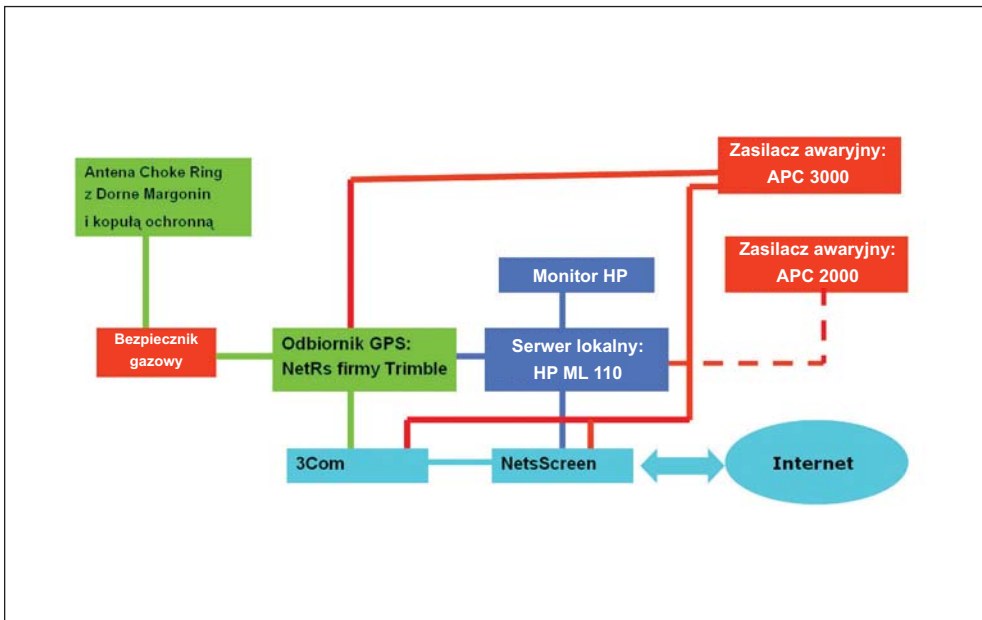 Antena Choke Ring
z Dorne Margonin
i kopułą ochronną
Zasilacz awaryjny:
APC 3000
Zasilacz awaryjny:
APC 2000
Monitor HP
Bezpiecznik
gazowy
Odbiornik GPS:
NetRs firmy Trimble
Serwer lokalny:
HP ML 110
3Com
NetsScreen
Internet